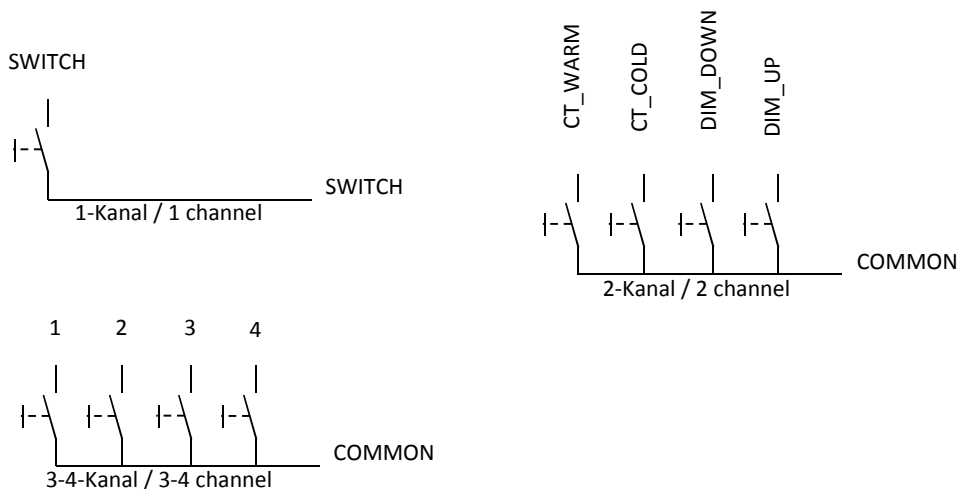 SWITCH
SWITCH
1-Kanal / 1 channel
CT_WARM
CT_COLD
DIM_DOWN
DIM_UP
COMMON
2-Kanal / 2 channel
1 2 3 4
COMMON
3-4-Kanal / 3-4 channel